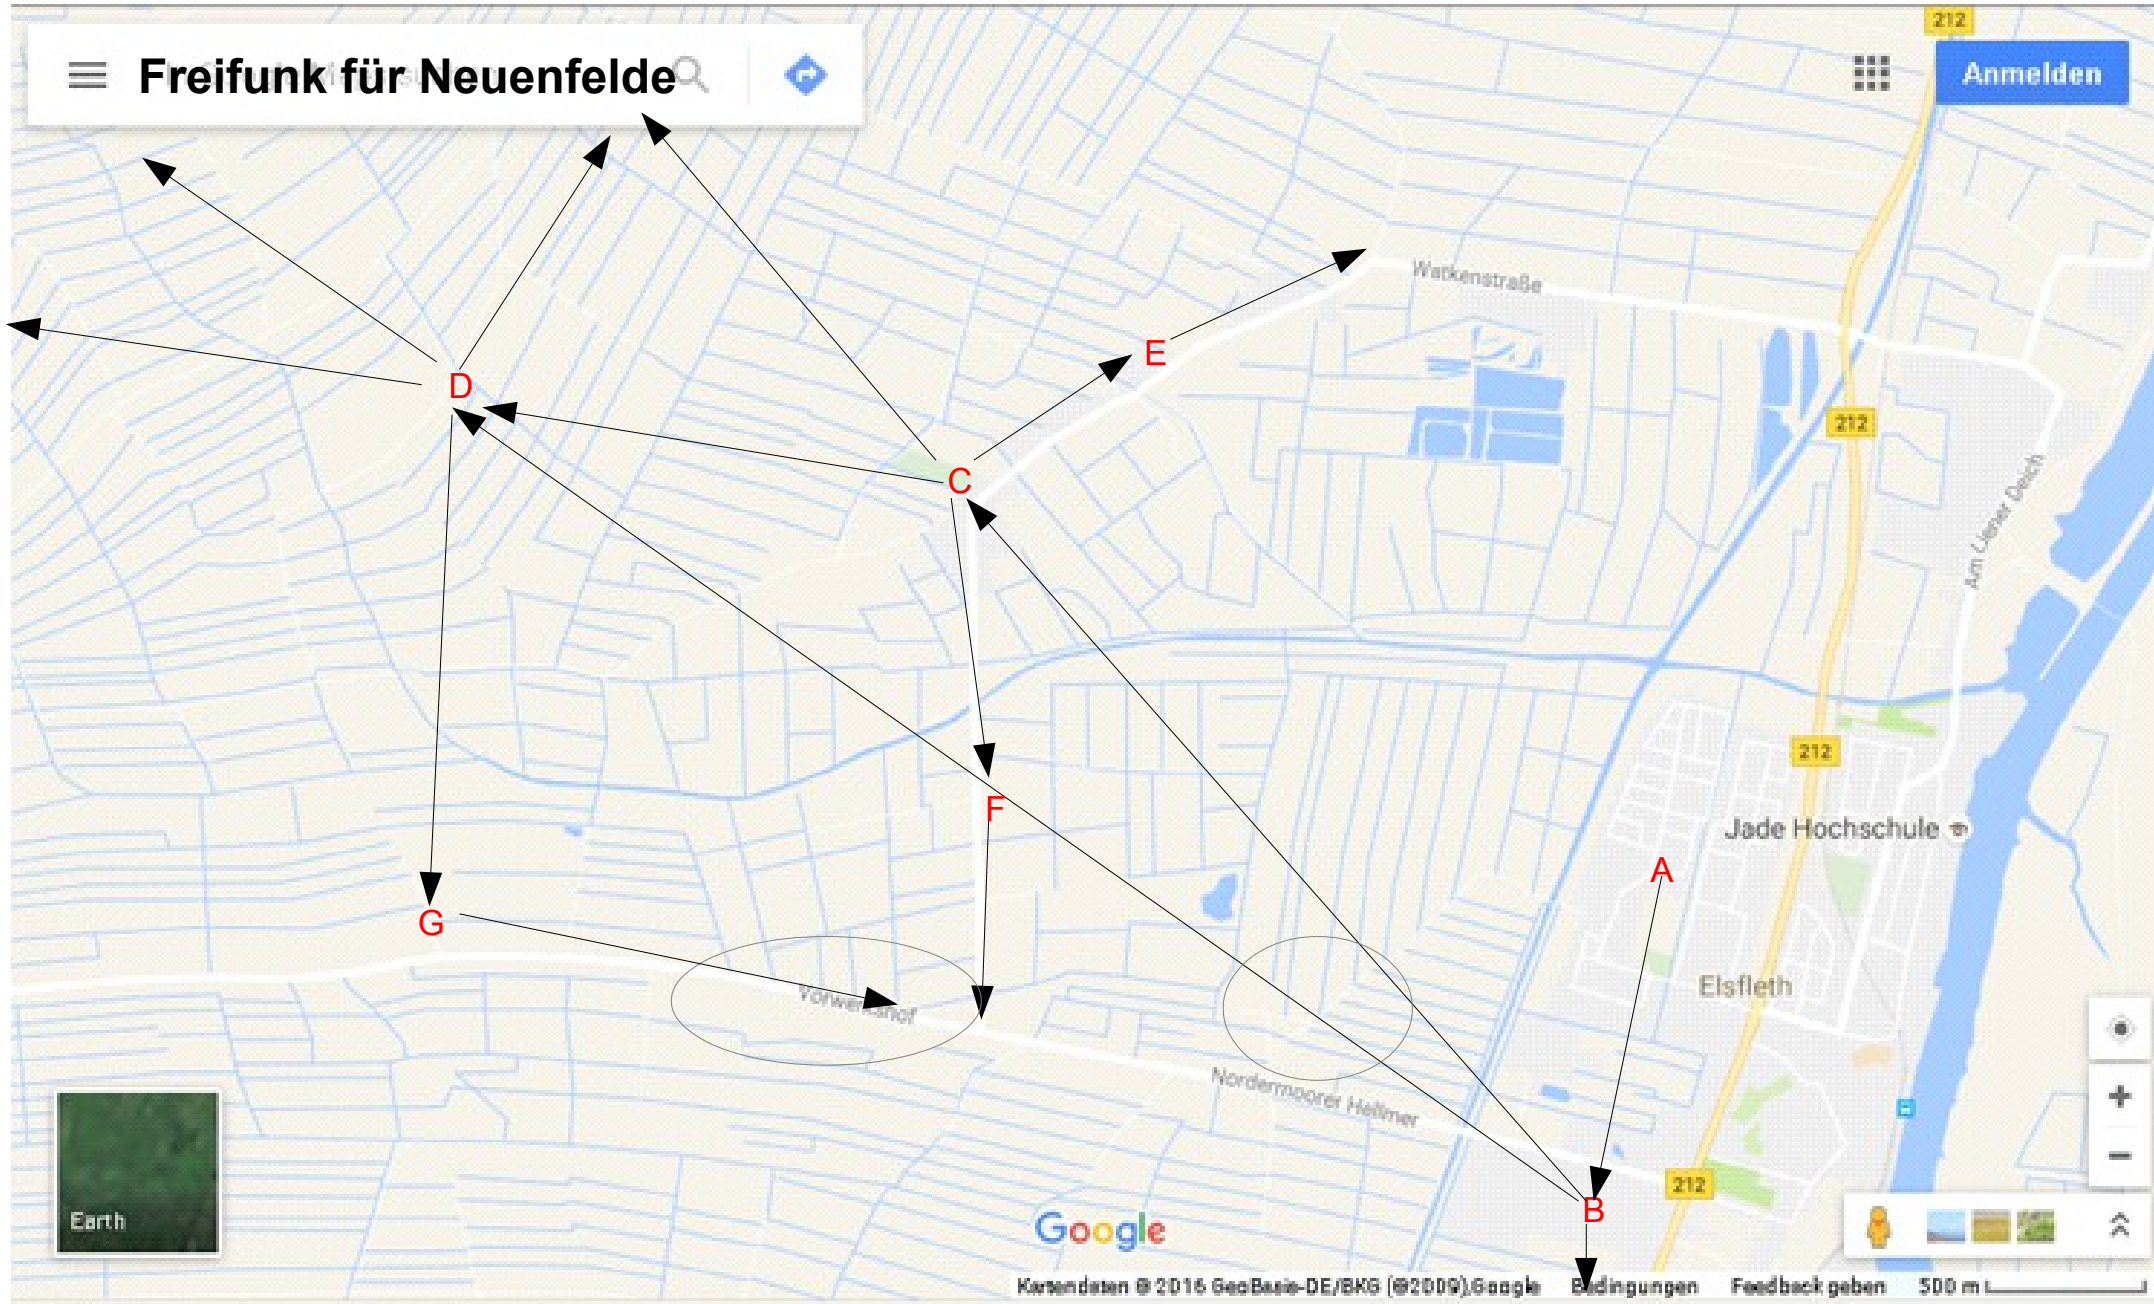 212
Freifunk für Neuenfelde
Anmelden
Watkenstraße
E
D
212
C
Am Liener Deich
212
F
Jade Hochschule
A
G
Elsfleth
Vorwerkshof
Nordermoorer Hellmer
212
B
Earth
Google
Kartendaten © 2016 GeoBasis-DE/BKG (©2009),Google Bedingungen Feedback geben 500 m